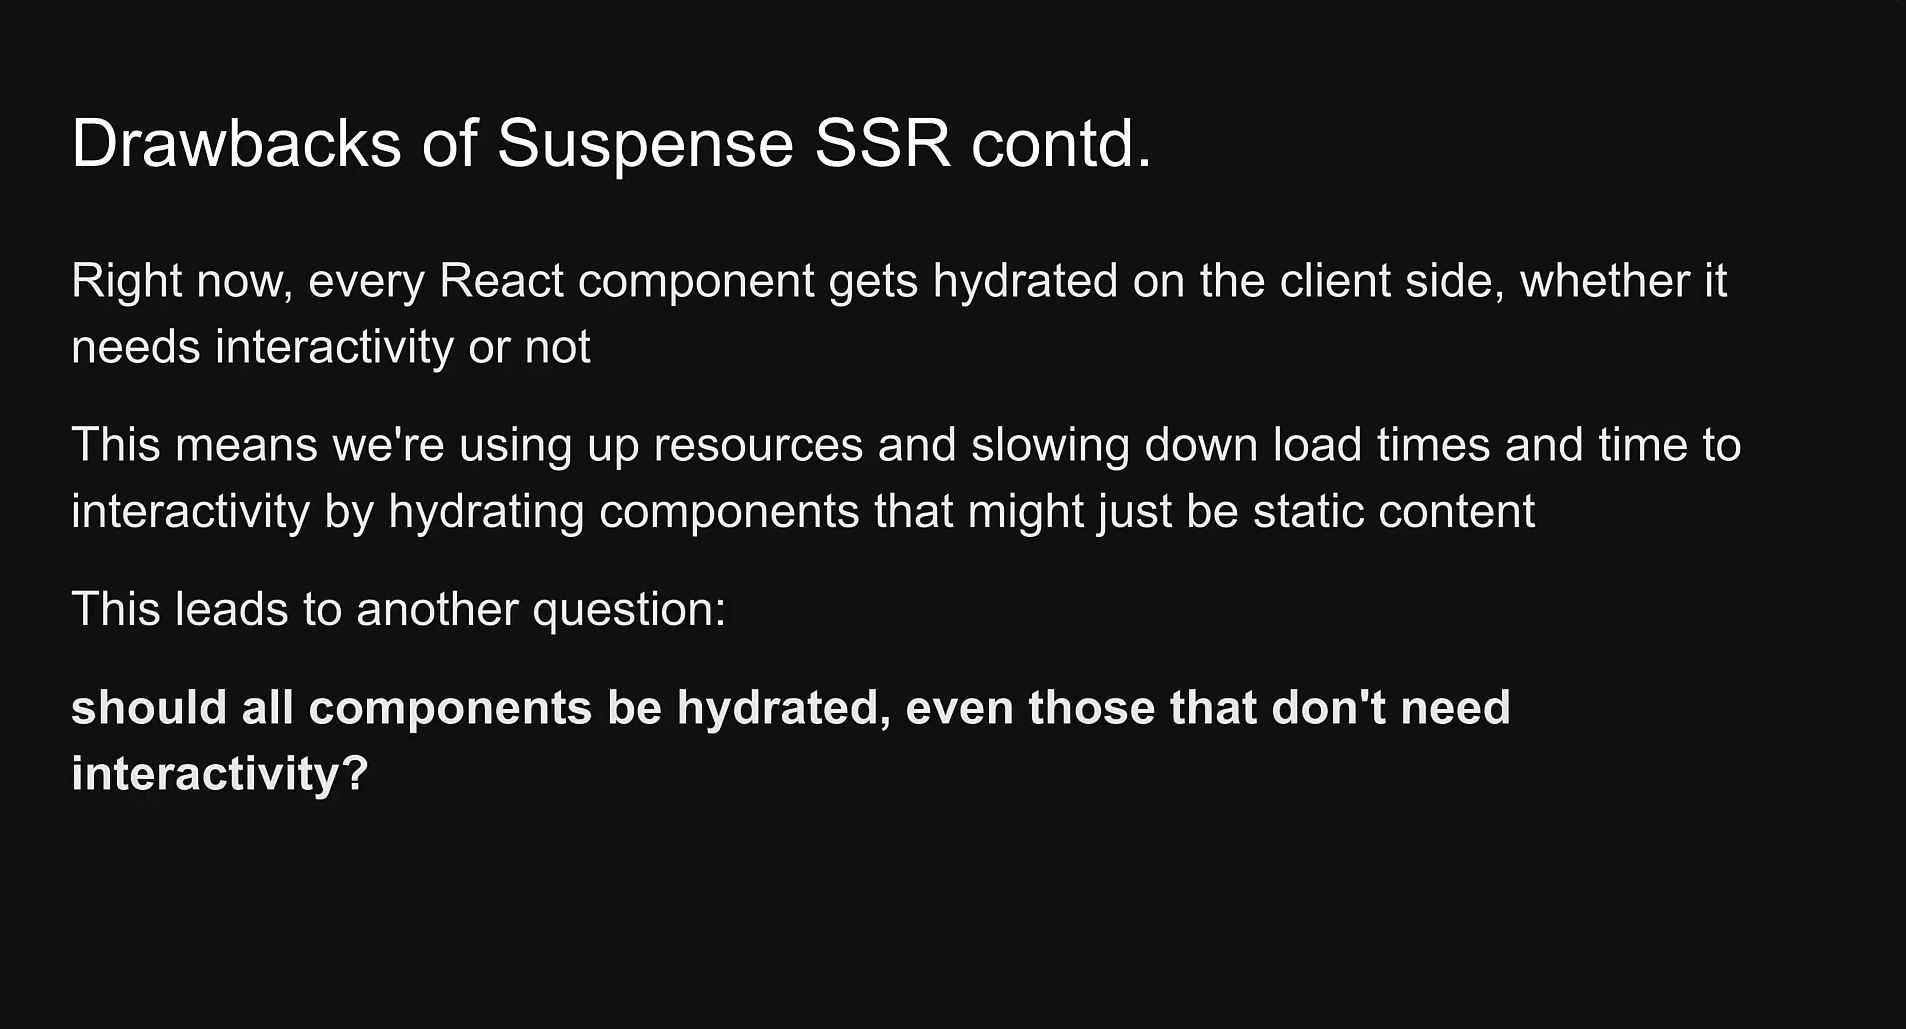 Drawbacks of Suspense SSR contd.
Right now, every React component gets hydrated on the client side, whether it
needs interactivity or not
This means we're using up resources and slowing down load times and time to
interactivity by hydrating components that might just be static content
This leads to another question:
should all components be hydrated, even those that don't need
interactivity?